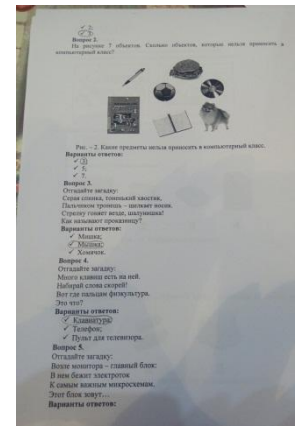 Вопрос 2.
На рисунке 7 объектов. Сколько объектов, которые нельзя приносить в
компьютерный класс?
Рис. – 2. Какие предметы нельзя приносить в компьютерный класс.
Варианты ответов:
✓ 3;
✓ 5;
✓ 7.
Вопрос 3.
Отгадайте загадку:
Серая спинка, тоненький хвостик,
Пальчиком тронешь – щелкнет
Стрелку гоняет везде, шалунишка!
Как называют проказницу?
Варианты ответов:
✓ Мишка;
✓ Мышка;
✓ Хомячок.
Вопрос 4.
Отгадайте загадку:
Много клавиш есть на ней.
Набирай слова скорей!
Вот где пальцам физкультура.
Это что?
Варианты ответов:
✓ Клавиатура;
✓ Телефон;
✓ Пульт для телевизора.
Вопрос 5.
Отгадайте загадку:
Возле монитора – главный блок:
В нем бежит электроток
К самым важным микросхемам.
Этот блок зовут…
Варианты ответов: